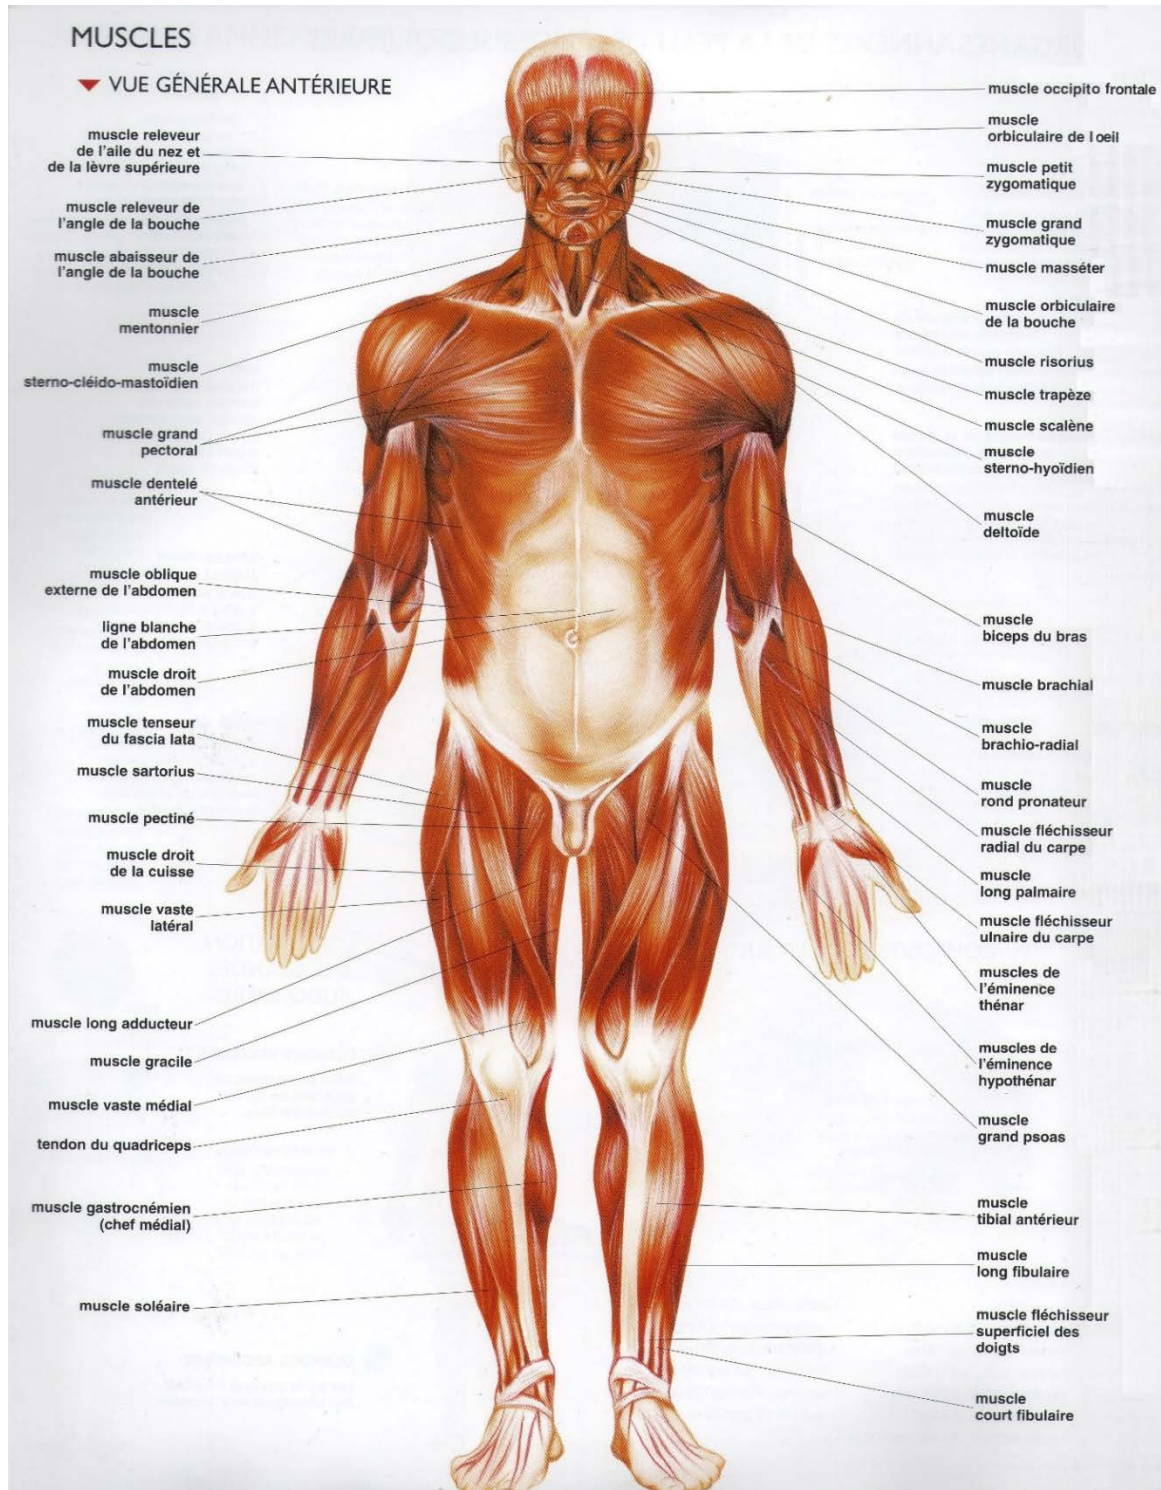 MUSCLES
VUE GÉNÉRALE ANTÉRIEURE
muscle releveur
de l'aile du nez et
de la lèvre supérieure
muscle releveur de
l'angle de la bouche
muscle abaisseur de
l'angle de la bouche
muscle
mentonnier
muscle
sterno-cléido-mastoïdien
muscle grand
pectoral
muscle dentelé
antérieur
muscle oblique
externe de l'abdomen
ligne blanche
de l'abdomen
muscle droit
de l'abdomen
muscle tenseur
du fascia lata
muscle sartorius
muscle pectiné
muscle droit
de la cuisse
muscle vaste
latéral
muscle long adducteur
muscle gracile
muscle vaste médial
tendon du quadriceps
muscle gastrocnémien
(chef médial)
muscle soléaire
muscle occipito frontale
muscle
orbiculaire de l oeil
muscle petit
zygomatique
muscle grand
zygomatique
muscle masséter
muscle orbiculaire
de la bouche
muscle risorius
muscle trapèze
muscle scalène
muscle
sterno-hyoïdien
muscle
deltoïde
muscle
biceps du bras
muscle brachial
muscle
brachio-radial
muscle
rond pronateur
muscle fléchisseur
radial du carpe
muscle
long palmaire
muscle fléchisseur
ulnaire du carpe
muscles de
l'éminence
thénar
muscles de
l'éminence
hypothénar
muscle
grand psoas
muscle
tibial antérieur
muscle
long fibulaire
muscle fléchisseur
superficiel des
doigts
muscle
court fibulaire